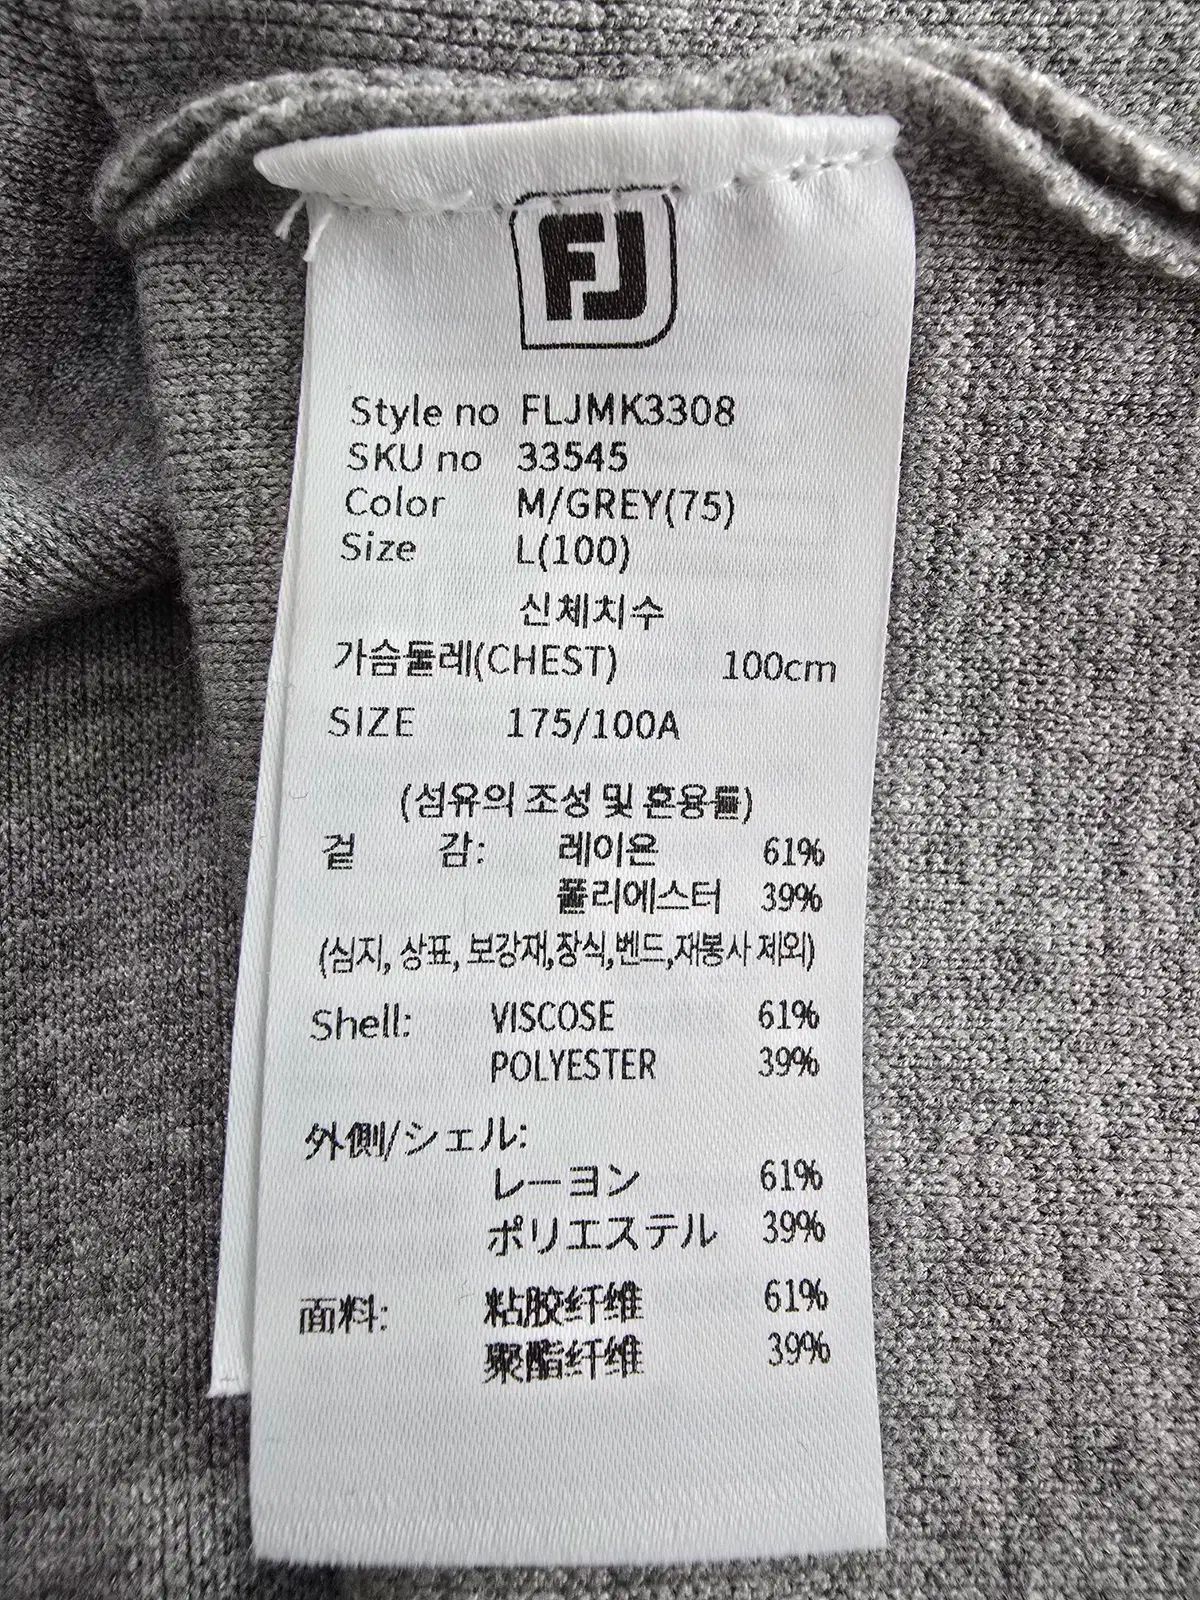 FJ
Style no FLJMK3308
SKU no 33545
Color M/GREY(75)
Size L(100)
신체치수
가슴둘레(CHEST) 100cm
SIZE 175/100A
(섬유의 조성 및 혼용률)
겉 감: 레이온 61%
폴리에스터 39%
(심지, 상표, 보강재,장식,벤드,재봉사 제외)
Shell: VISCOSE 61%
POLYESTER 39%
外側/シェル:
レーヨン 61%
ポリエステル 39%
面料: 粘胶纤维 61%
聚酯纤维 39%